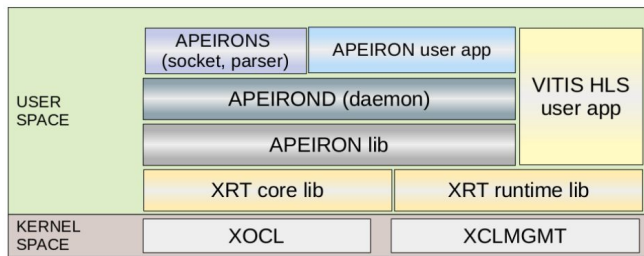 APEIRONS
(socket, parser)
APEIRON user app
VITIS HLS
user app
USER
SPACE
APEIROND (daemon)
APEIRON lib
XRT core lib
XRT runtime lib
KERNEL
SPACE
XOCL
XCLMGMT